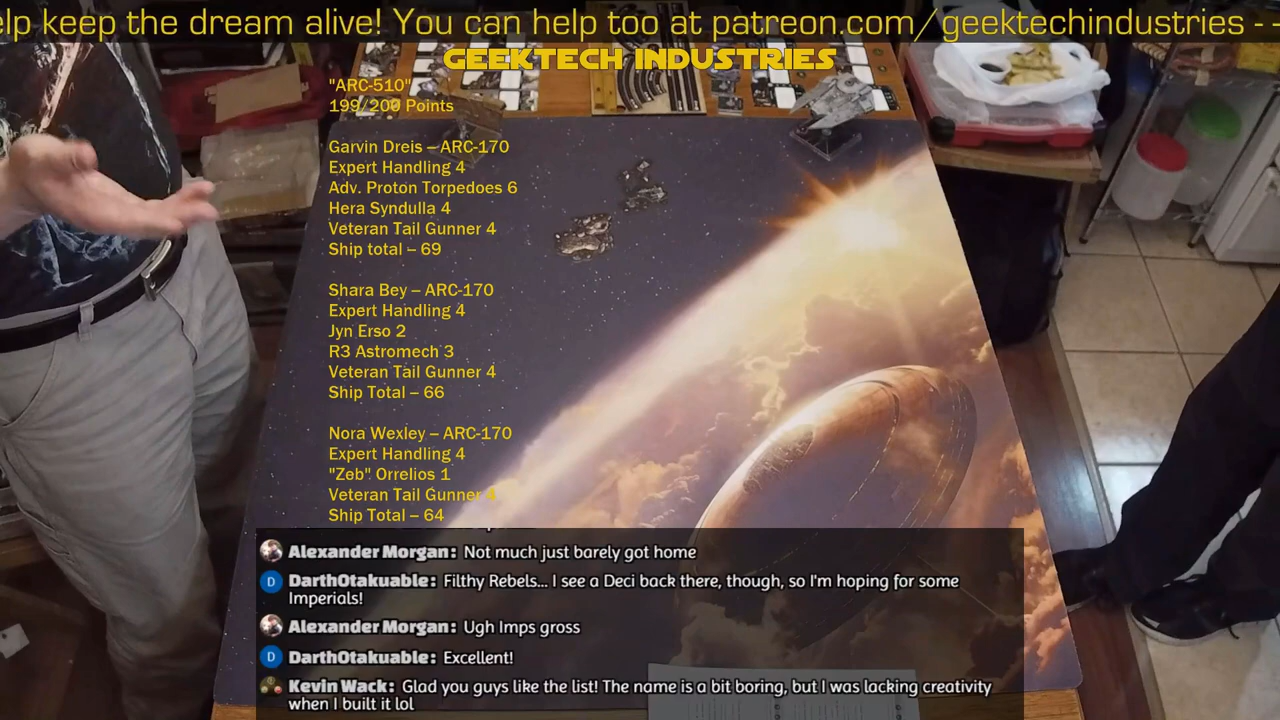 elp keep the dream alive! You can help too at patreon.com/geektechindustries - -
GEEKTECH INDUSTRIES
"ARC-510"
199/200 Points
Garvin Dreis – ARC-170
Expert Handling 4
Adv. Proton Torpedoes 6
Hera Syndulla 4
Veteran Tail Gunner 4
Ship total – 69
Shara Bey – ARC-170
Expert Handling 4
Jyn Erso 2
R3 Astromech 3
Veteran Tail Gunner 4
Ship Total – 66
Nora Wexley – ARC-170
Expert Handling 4
"Zeb" Orrelios 1
Veteran Tail Gunner 4
Ship Total – 64
Alexander Morgan: Not much just barely got home
DarthOtakuable: Filthy Rebels... I see a Deci back there, though, so I'm hoping for some
Imperials!
Alexander Morgan: Ugh Imps gross
D DarthOtakuable: Excellent!
Kevin Wack: Glad you guys like the list! The name is a bit boring, but I was lacking creativity
when I built it lol